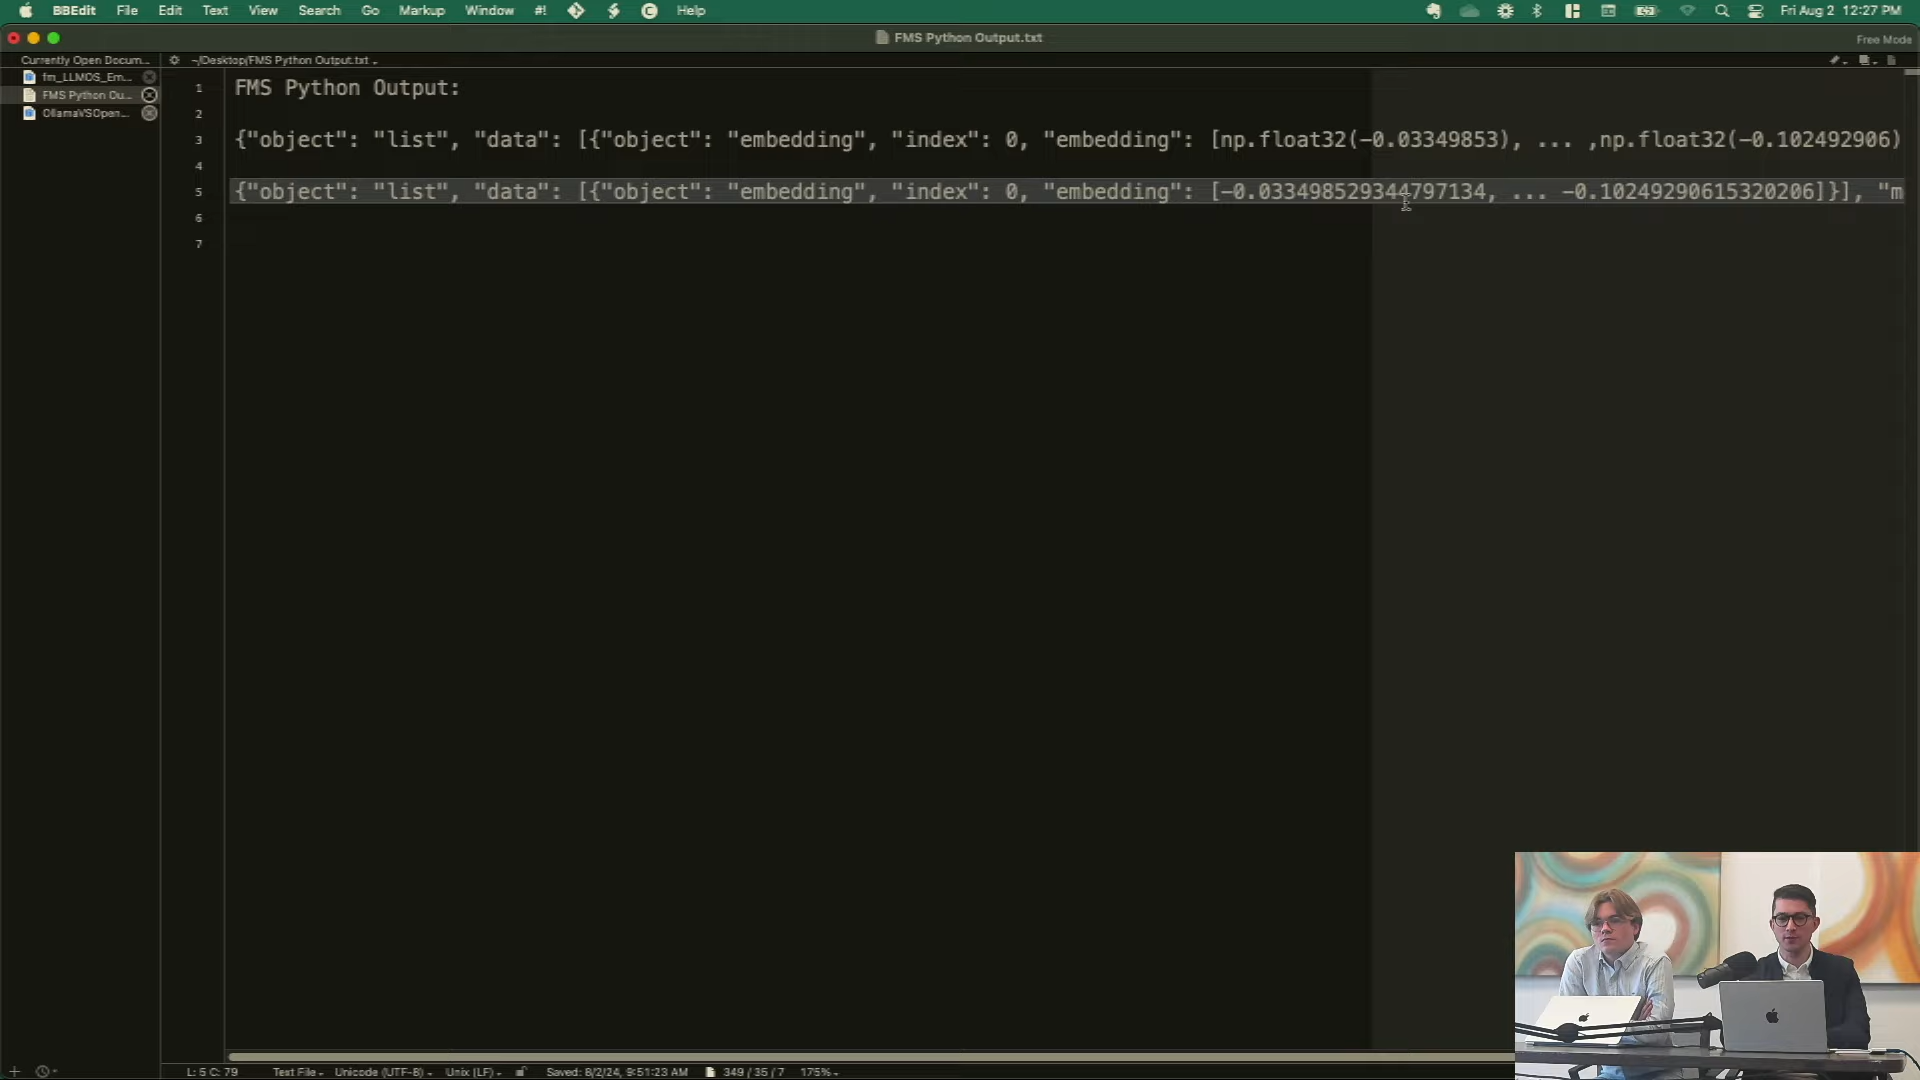 BBEdit File Edit Text View Search Go Markup Window #! Help Fri Aug 2 12:27 PM
FMS Python Output.txt
Free Mode
Currently Open Docum... ~/Desktop/FMS Python Output.txt
fm_LLMOS_Em...
FMS Python Ou...
OllamaVSOpen...
1 FMS Python Output:
2
3 {"object": "list", "data": [{"object": "embedding", "index": 0, "embedding": [np.float32(-0.03349853), ... ,np.float32(-0.102492906)
4
5 {"object": "list", "data": [{"object": "embedding", "index": 0, "embedding": [-0.033498529344797134, ... -0.10249290615320206]}], "m
6
7
L: 5 C: 79 Text File Unicode (UTF-8) Unix (LF) Saved: 8/2/24, 9:51:23 AM 349 / 35 / 7 175%